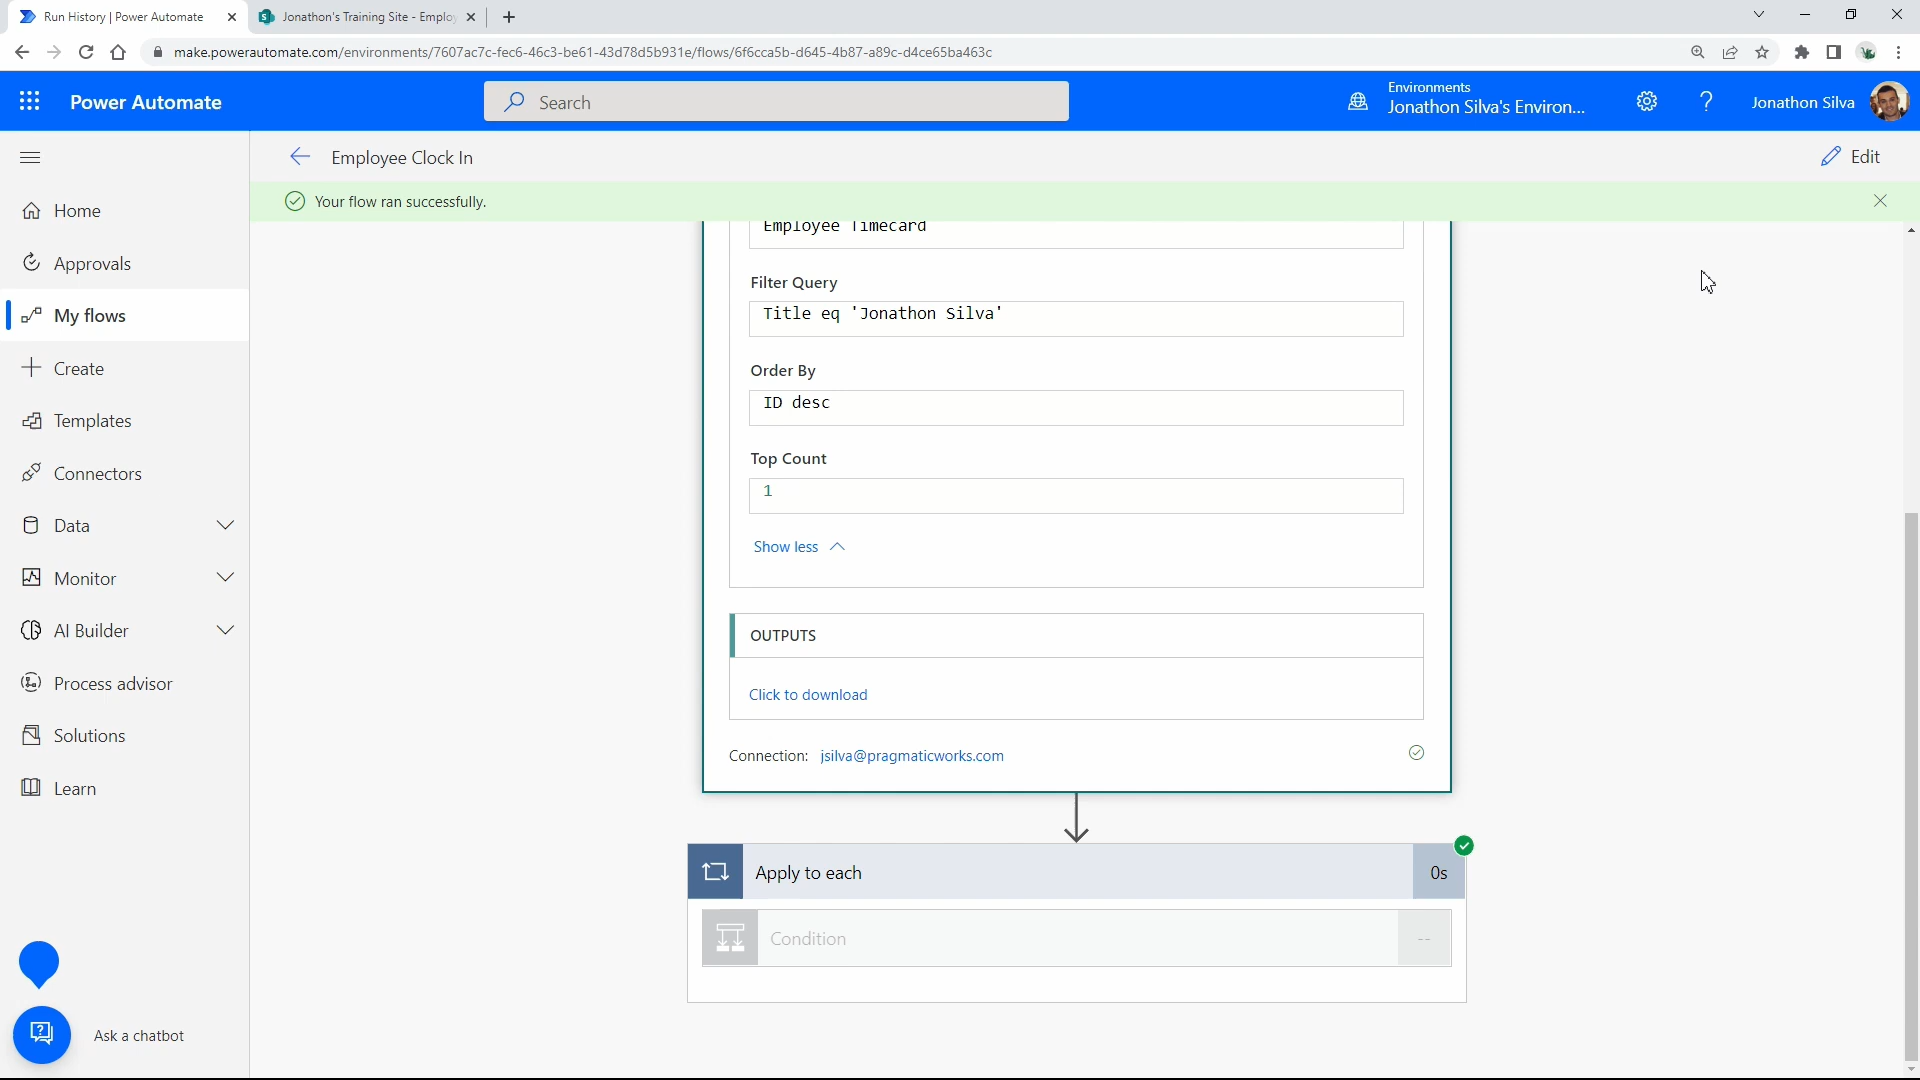 Run History | Power Automate
Jonathon's Training Site - Employ
make.powerautomate.com/environments/7607ac7c-fec6-46c3-be61-43d78d5b931e/flows/6f6cca5b-d645-4b87-a89c-d4ce65ba463c
Power Automate
Search
Environments
Jonathon Silva's Environ...
Jonathon Silva
Employee Clock In
Edit
Your flow ran successfully.
Home
Approvals
My flows
Create
Templates
Connectors
Data
Monitor
AI Builder
Process advisor
Solutions
Learn
Ask a chatbot
Employee Timecard
Filter Query
Title eq 'Jonathon Silva'
Order By
ID desc
Top Count
1
Show less
OUTPUTS
Click to download
Connection: jsilva@pragmaticworks.com
Apply to each
0s
Condition
--